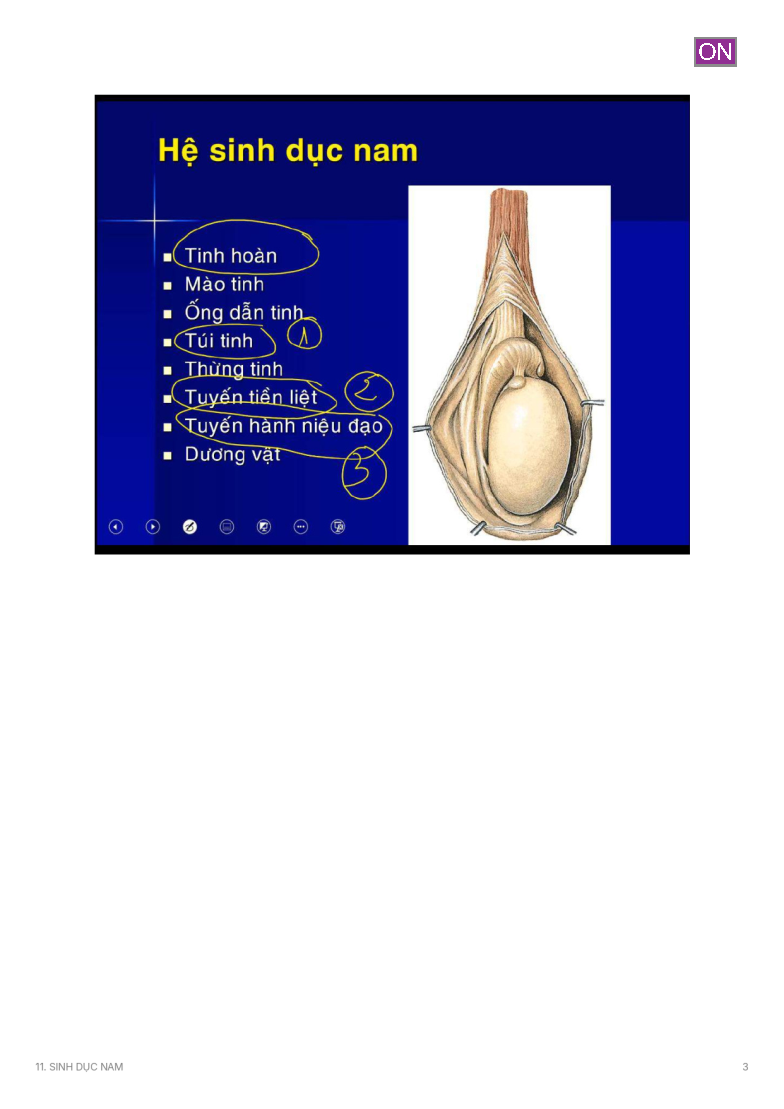 ON
Hệ sinh dục nam
Tinh hoàn
Mào tinh
Ống dẫn tinh
Túi tinh 1
Thừng tinh
Tuyến tiền liệt 2
Tuyến hành niệu đạo
Dương vật 3
11. SINH DỤC NAM 3